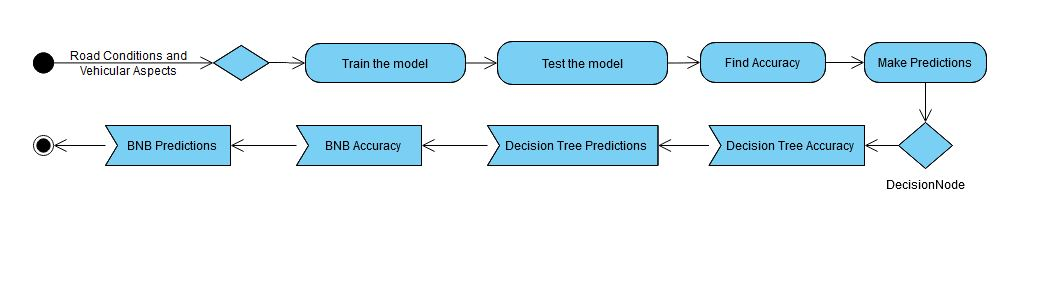 Road Conditions and
Vehicular Aspects
Train the model
Test the model
Find Accuracy
Make Predictions
BNB Predictions
BNB Accuracy
Decision Tree Predictions
Decision Tree Accuracy
DecisionNode